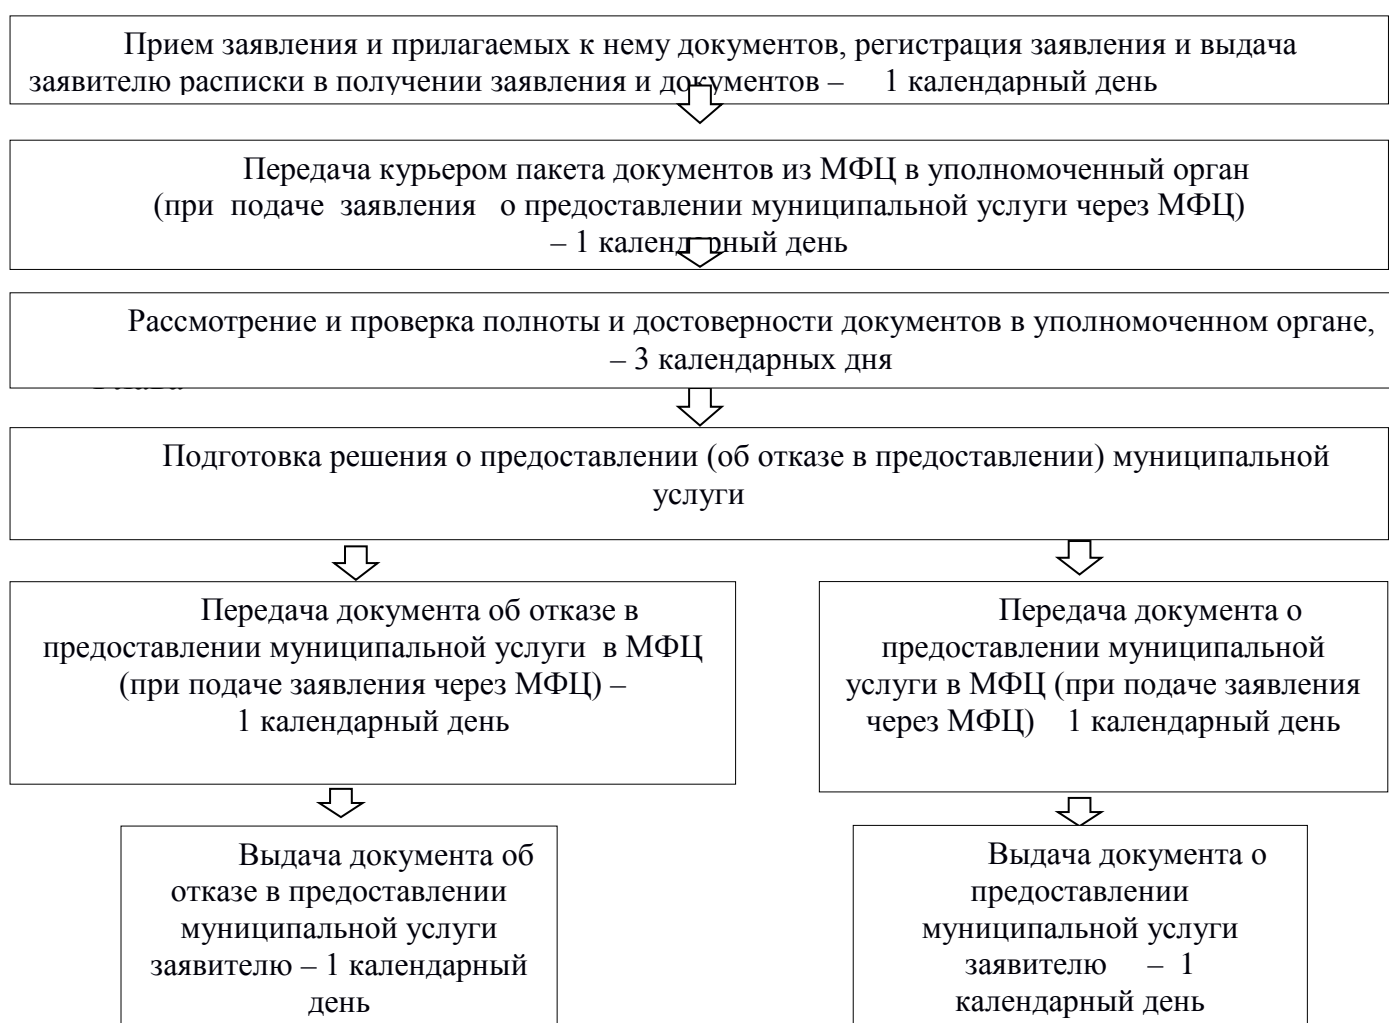 Прием заявления и прилагаемых к нему документов, регистрация заявления и выдача
заявителю расписки в получении заявления и документов – 1 календарный день
Передача курьером пакета документов из МФЦ в уполномоченный орган
(при подаче заявления о предоставлении муниципальной услуги через МФЦ)
– 1 календарный день
Рассмотрение и проверка полноты и достоверности документов в уполномоченном органе,
– 3 календарных дня
Подготовка решения о предоставлении (об отказе в предоставлении) муниципальной
услуги
Передача документа об отказе в
предоставлении муниципальной услуги в МФЦ
(при подаче заявления через МФЦ) –
1 календарный день
Передача документа о
предоставлении муниципальной
услуги в МФЦ (при подаче заявления
через МФЦ) 1 календарный день
Выдача документа об
отказе в предоставлении
муниципальной услуги
заявителю – 1 календарный
день
Выдача документа о
предоставлении
муниципальной услуги
заявителю – 1
календарный день